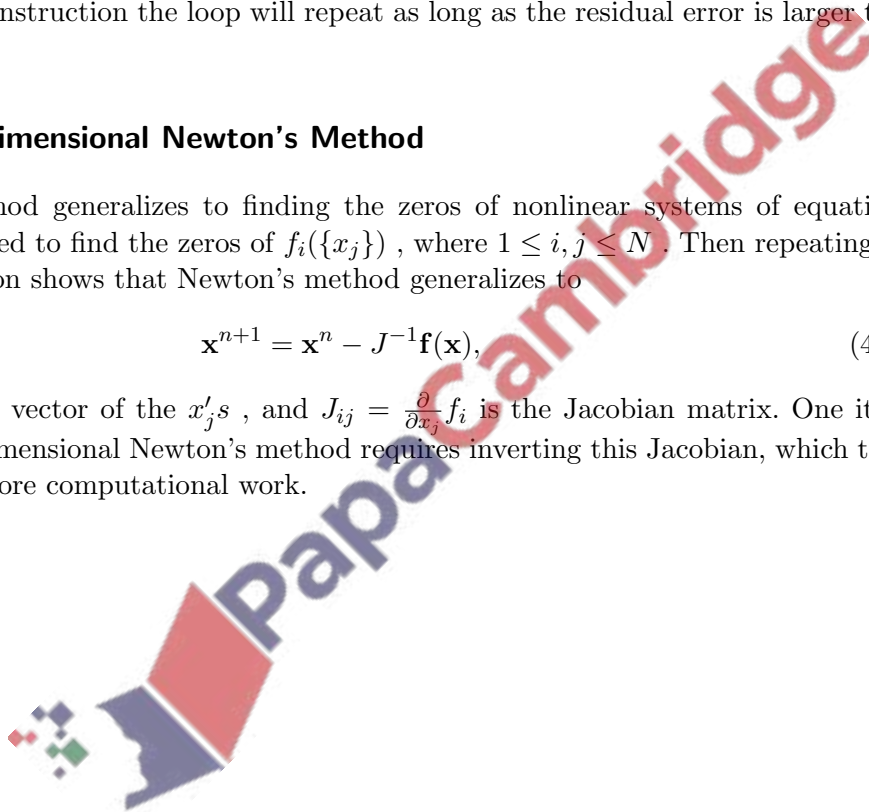 nstruction the loop will repeat as long as the residual error is larger t
imensional Newton's Method
nod generalizes to finding the zeros of nonlinear systems of equati
ed to find the zeros of f_i({x_j}) , where 1 ≤ i, j ≤ N . Then repeating
on shows that Newton's method generalizes to
x^{n+1} = x^n − J^{−1}f(x), (4
vector of the x'_j s , and J_{ij} = ∂/∂x_j f_i is the Jacobian matrix. One it
mensional Newton's method requires inverting this Jacobian, which t
ore computational work.
PapaCambridge